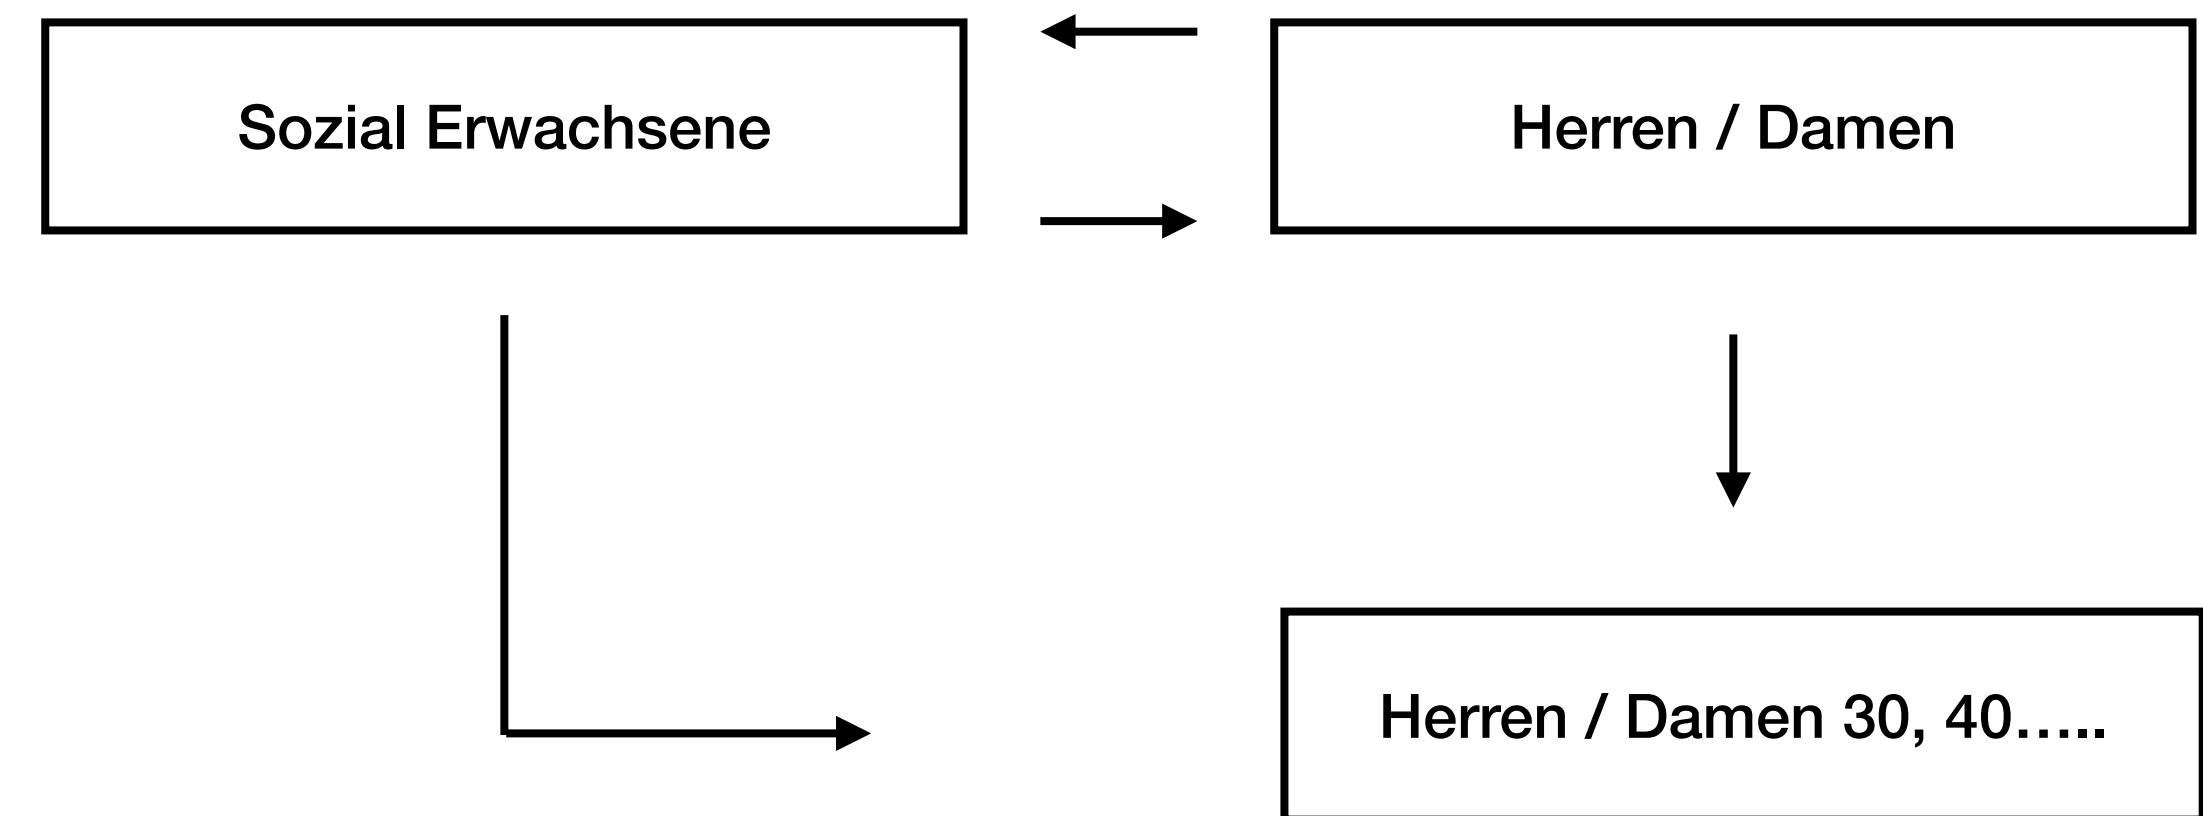 Sozial Erwachsene
Herren / Damen
Herren / Damen 30, 40.....